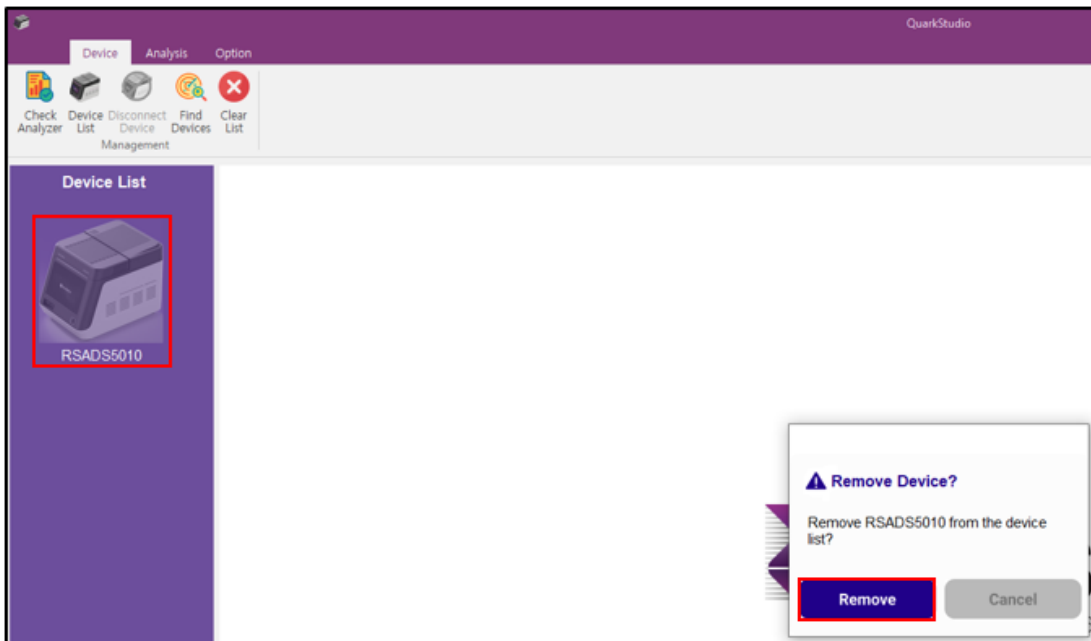 QuarkStudio
Device Analysis Option
Check Analyzer
Device List
Disconnect Device
Find Devices
Clear List
Management
Device List
RSADS5010
Remove Device?
Remove RSADS5010 from the device
list?
Remove Cancel